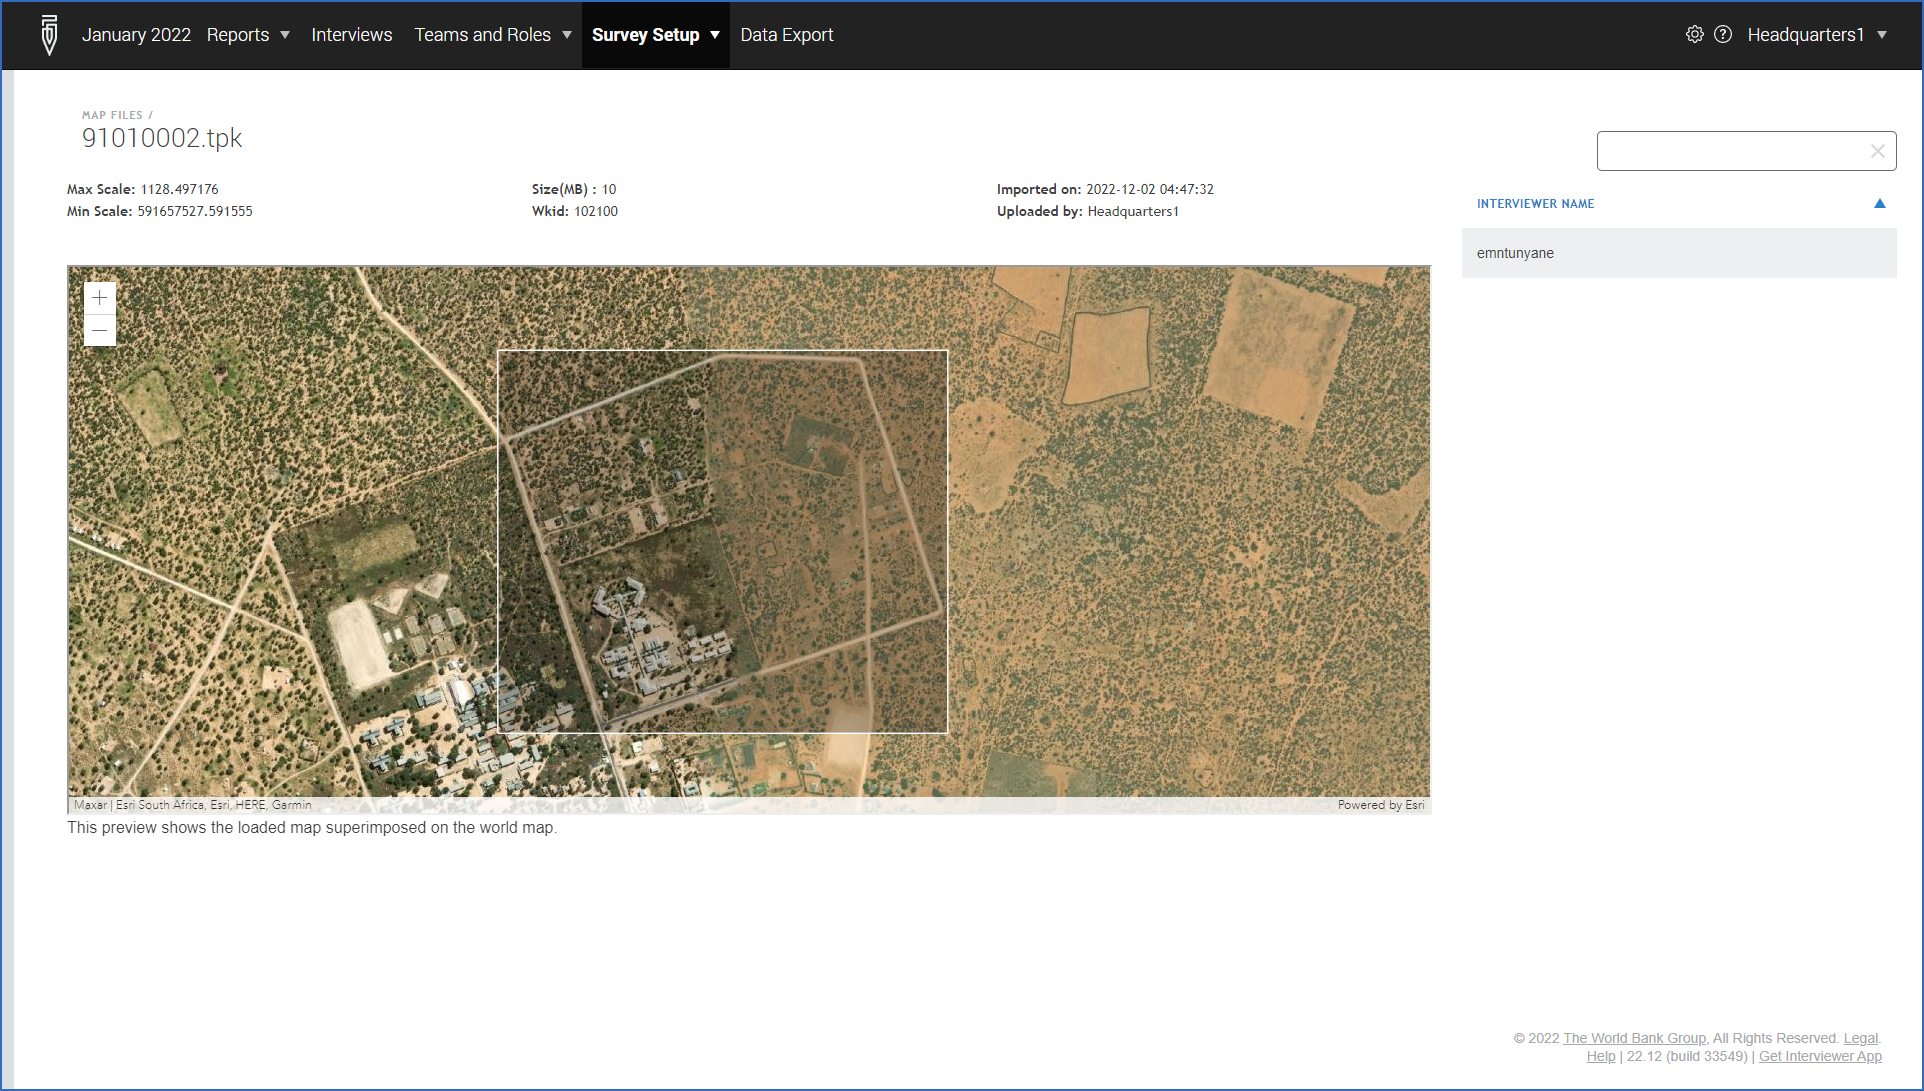 January 2022 Reports Interviews Teams and Roles Survey Setup Data Export Headquarters1
MAP FILES /
91010002.tpk
Max Scale: 1128.497176
Min Scale: 591657527.591555
Size(MB) : 10
Wkid: 102100
Imported on: 2022-12-02 04:47:32
Uploaded by: Headquarters1
INTERVIEWER NAME
emntunyane
Maxar | Esri South Africa, Esri, HERE, Garmin
Powered by Esri
This preview shows the loaded map superimposed on the world map.
© 2022 The World Bank Group, All Rights Reserved. Legal.
Help | 22.12 (build 33549) | Get Interviewer App